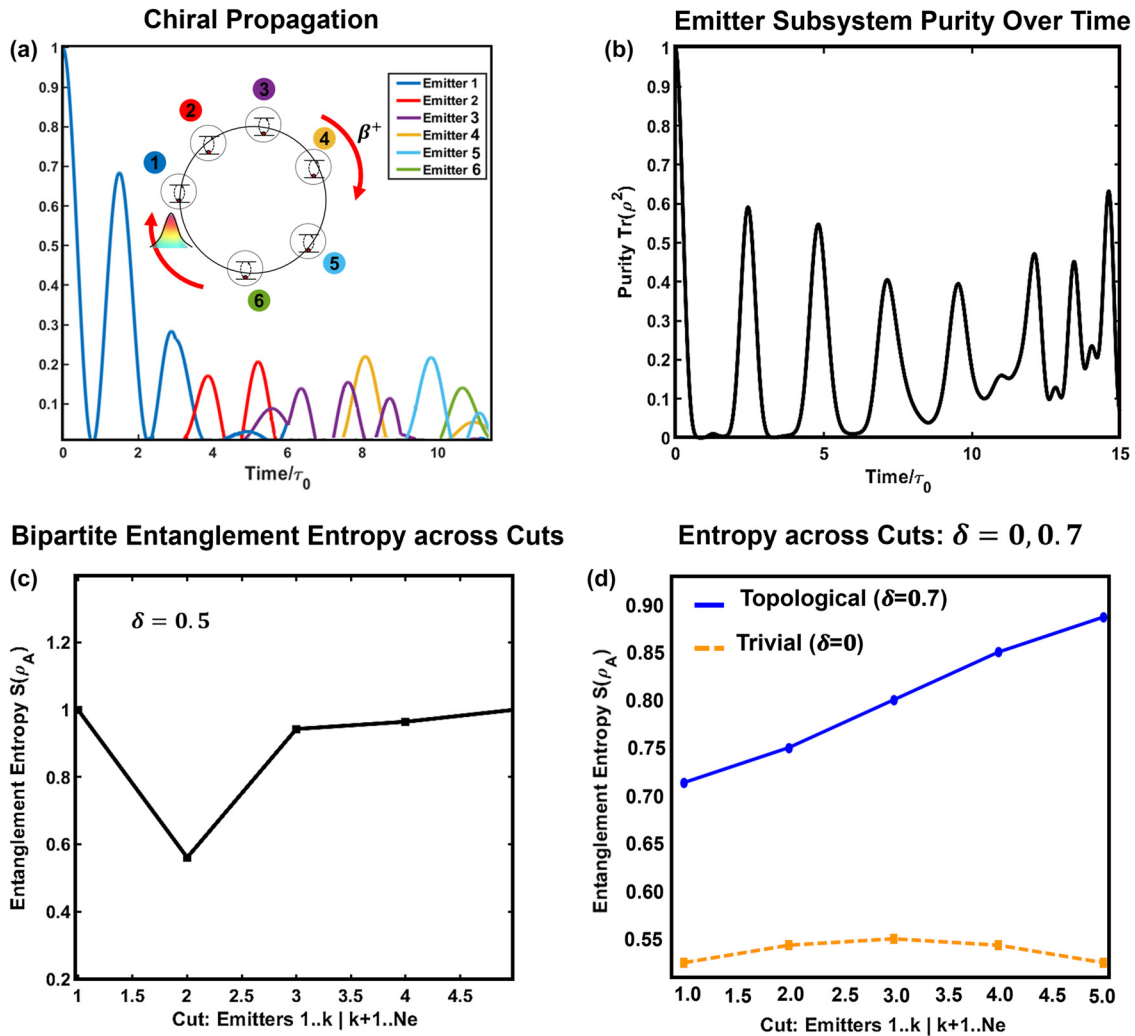 Chiral Propagation
(a)
1
0.9
0.8
0.7
0.6
0.5
0.4
0.3
0.2
0.1
0 2 4 6 8 10
Time/τ₀
Emitter 1
Emitter 2
Emitter 3
Emitter 4
Emitter 5
Emitter 6
1
2
3
4
5
6
β⁺
Emitter Subsystem Purity Over Time
(b)
Purity Tr(ρ²)
1
0.9
0.8
0.7
0.6
0.5
0.4
0.3
0.2
0.1
0
0 5 10 15
Time/τ₀
Bipartite Entanglement Entropy across Cuts
(c)
δ = 0.5
Entanglement Entropy S(ρ_A)
1.2
1
0.8
0.6
0.4
0.2
1 1.5 2 2.5 3 3.5 4 4.5
Cut: Emitters 1..k | k+1..Ne
Entropy across Cuts: δ = 0, 0.7
(d)
Topological (δ=0.7)
Trivial (δ=0)
Entanglement Entropy S(ρ_A)
0.90
0.85
0.80
0.75
0.70
0.65
0.60
0.55
1.0 1.5 2.0 2.5 3.0 3.5 4.0 4.5 5.0
Cut: Emitters 1..k | k+1..Ne